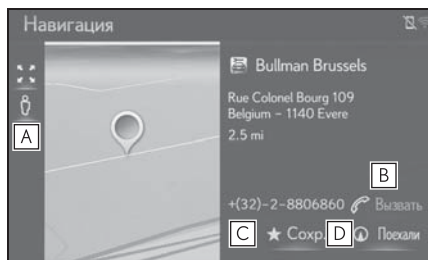 Навигация
Bullman Brussels
Rue Colonel Bourg 109
Belgium – 1140 Evere
2.5 mi
A
B
+(32)-2-8806860 Вызвать
C Сохр. D Поехали